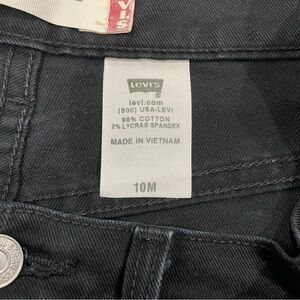 LEVI'S
levi.com
(800) USA-LEVI
98% COTTON
2% LYCRA® SPANDEX
MADE IN VIETNAM
10M